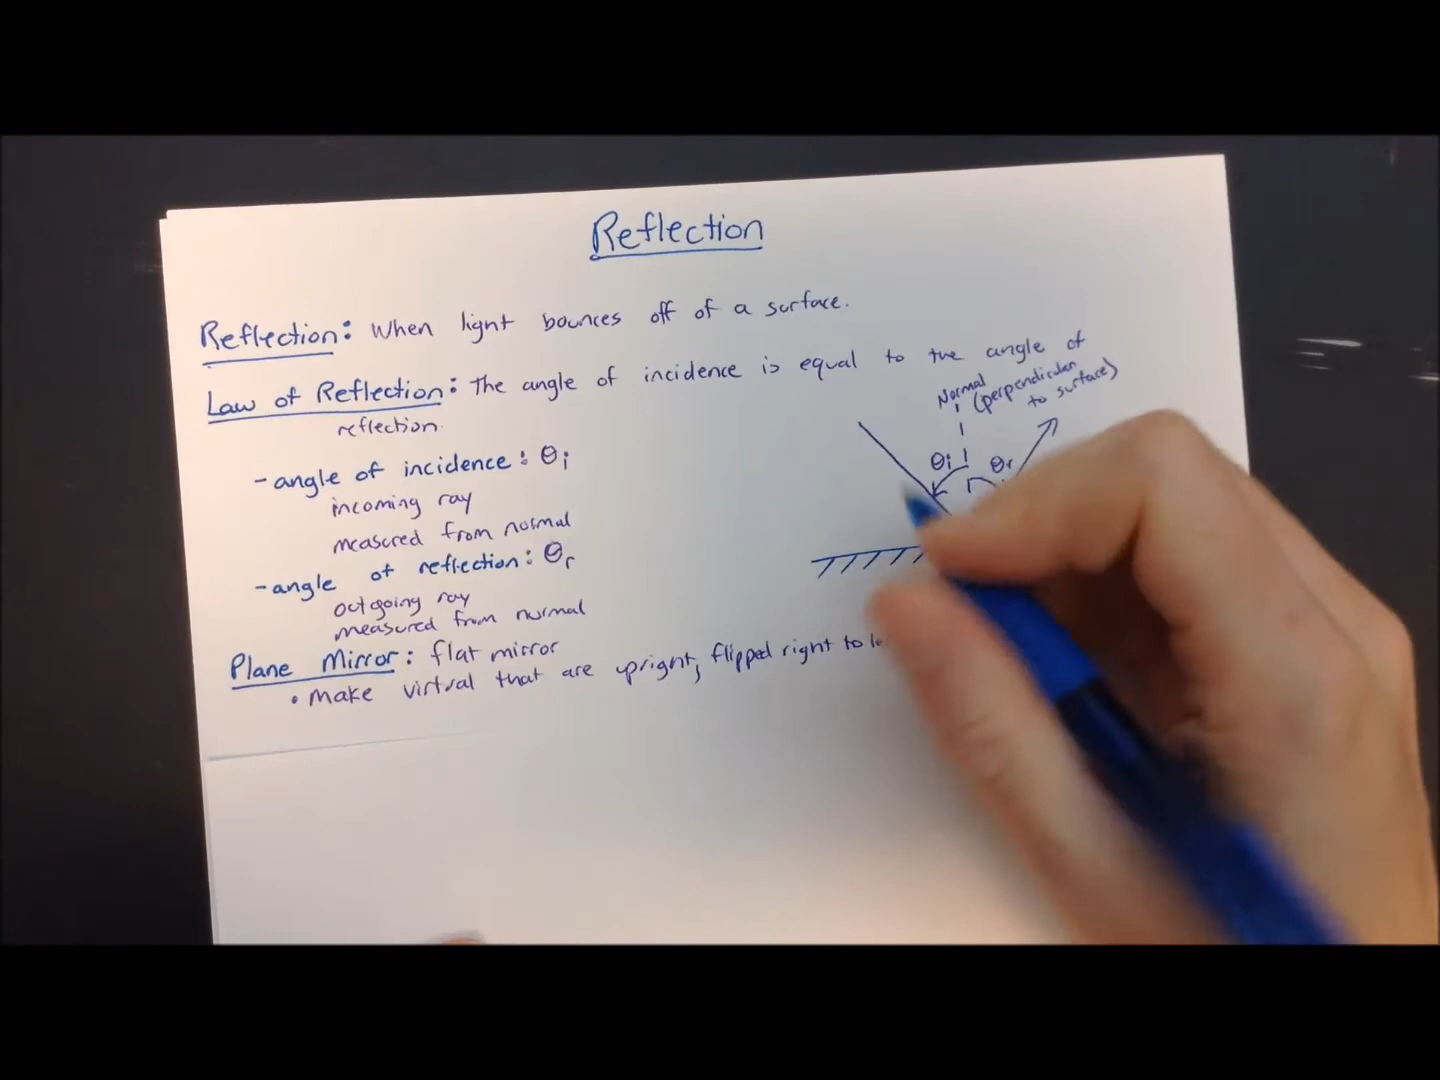 Reflection
Reflection: When light bounces off of a surface.
Law of Reflection: The angle of incidence is equal to the angle of
reflection.
Normal
(perpendicular
to surface)
θi
θr
- angle of incidence: θi
incoming ray
measured from normal
- angle of reflection: θr
outgoing ray
measured from normal
Plane Mirror: flat mirror
• Make virtual that are upright, flipped right to